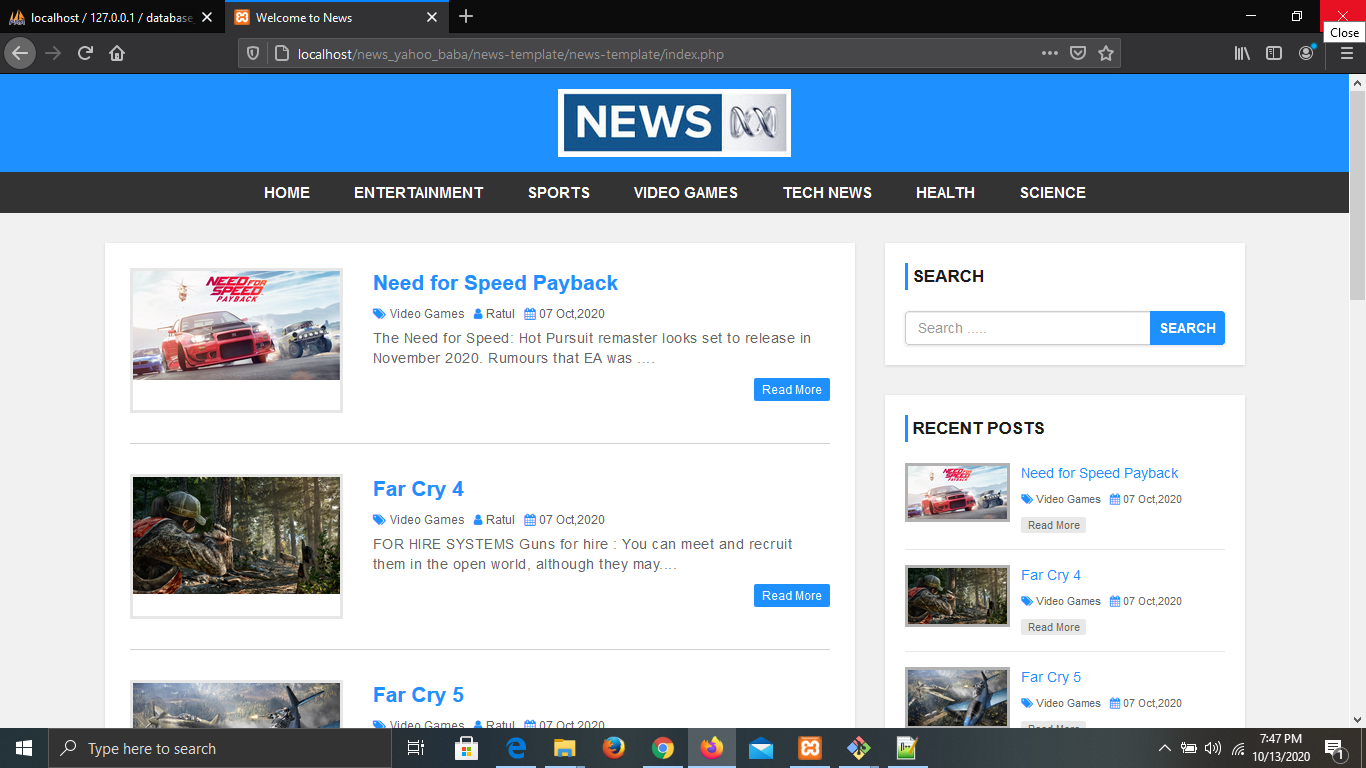 localhost / 127.0.0.1 / database
Welcome to News
Close
localhost/news_yahoo_baba/news-template/news-template/index.php
NEWS
HOME ENTERTAINMENT SPORTS VIDEO GAMES TECH NEWS HEALTH SCIENCE
NEED FOR SPEED PAYBACK
Need for Speed Payback
Video Games Ratul 07 Oct,2020
The Need for Speed: Hot Pursuit remaster looks set to release in
November 2020. Rumours that EA was ....
Read More
Far Cry 4
Video Games Ratul 07 Oct,2020
FOR HIRE SYSTEMS Guns for hire : You can meet and recruit
them in the open world, although they may....
Read More
Far Cry 5
Video Games Ratul 07 Oct,2020
SEARCH
Search .....
SEARCH
RECENT POSTS
Need for Speed Payback
Video Games 07 Oct,2020
Read More
Far Cry 4
Video Games 07 Oct,2020
Read More
Far Cry 5
Video Games 07 Oct,2020
Read More
Type here to search
7:47 PM
10/13/2020
1